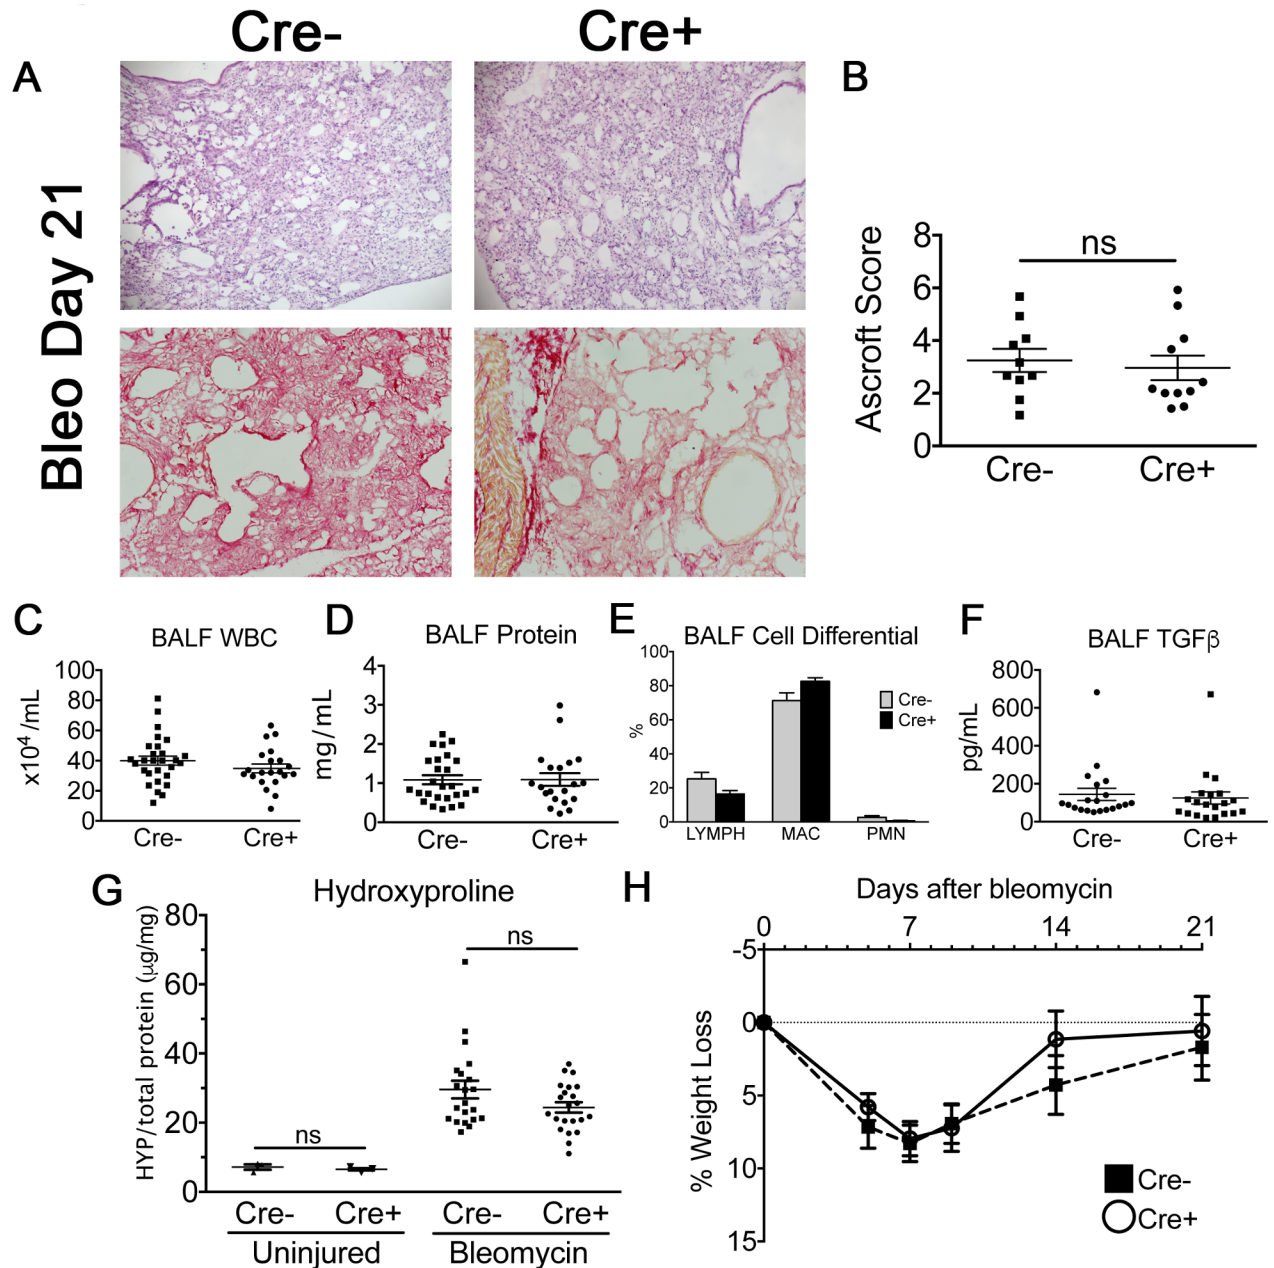 Cre-
Cre+
A
B
Bleo Day 21
Ascroft Score
8
6
4
2
0
ns
Cre-
Cre+
C
BALF WBC
x10⁴/mL
100
80
60
40
20
0
Cre-
Cre+
D
BALF Protein
mg/mL
4
3
2
1
0
Cre-
Cre+
E
BALF Cell Differential
%
100
80
60
40
20
0
LYMPH
MAC
PMN
Cre-
Cre+
F
BALF TGFβ
pg/mL
800
600
400
200
0
Cre-
Cre+
G
Hydroxyproline
HYP/total protein (μg/mg)
80
60
40
20
0
ns
ns
Cre-
Cre+
Cre-
Cre+
Uninjured
Bleomycin
H
Days after bleomycin
0
7
14
21
% Weight Loss
-5
0
5
10
15
Cre-
Cre+